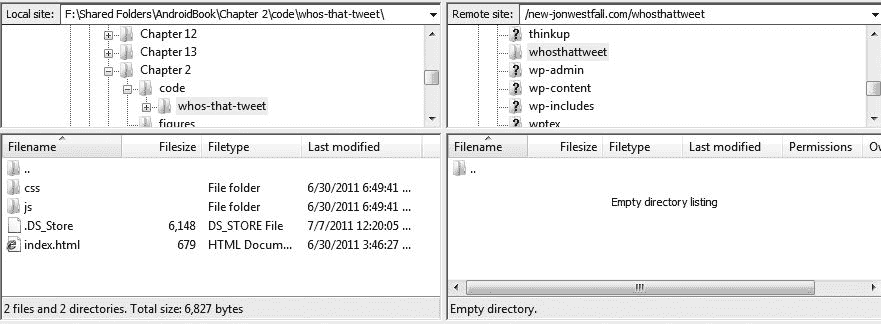 Local site: F:\Shared Folders\AndroidBook\Chapter 2\code\whos-that-tweet\
Chapter 12
Chapter 13
Chapter 2
code
whos-that-tweet
figures
Filename Filesize Filetype Last modified
..
css File folder 6/30/2011 6:49:41 ...
js File folder 6/30/2011 6:49:41 ...
.DS_Store 6,148 DS_STORE File 7/7/2011 12:20:05 ...
index.html 679 HTML Docum... 6/30/2011 3:46:27 ...
2 files and 2 directories. Total size: 6,827 bytes
Remote site: /new-jonwestfall.com/whosthattweet
thinkup
whosthattweet
wp-admin
wp-content
wp-includes
wptex
Filename Filesize Filetype Last modified Permissions Ow
..
Empty directory listing
Empty directory.